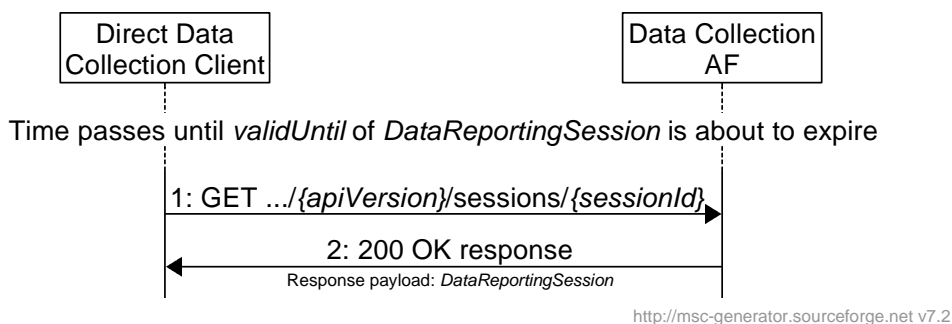 Direct Data
Collection Client
Data Collection
AF
Time passes until validUntil of DataReportingSession is about to expire
1: GET .../{apiVersion}/sessions/{sessionId}
2: 200 OK response
Response payload: DataReportingSession
http://msc-generator.sourceforge.net v7.2